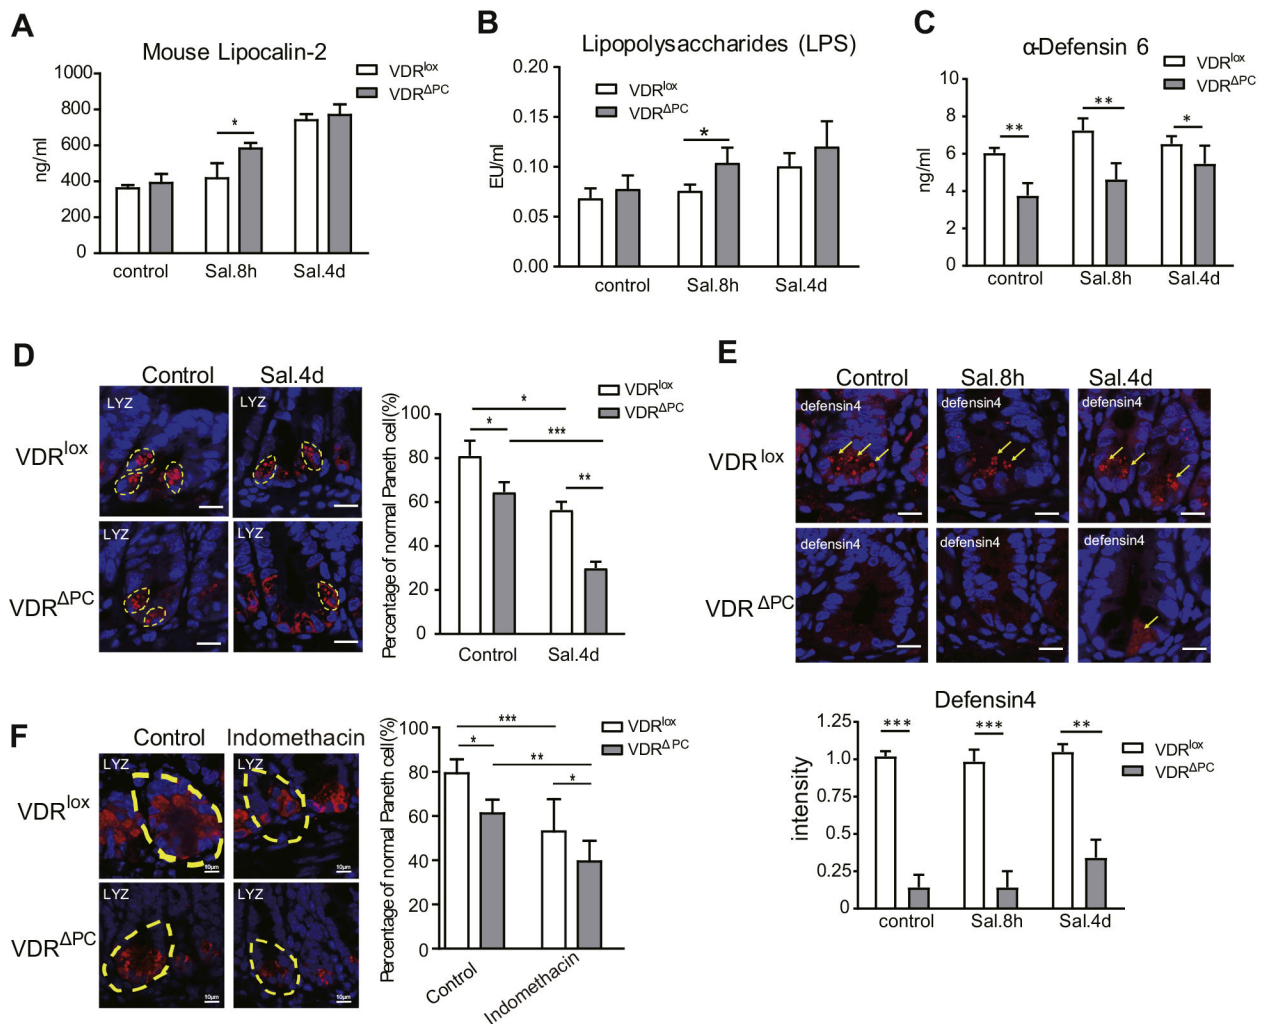 A
Mouse Lipocalin-2
VDRlox
VDRΔPC
1000
800
600
400
200
0
ng/ml
*
control
Sal.8h
Sal.4d
B
Lipopolysaccharides (LPS)
VDRlox
VDRΔPC
0.20
0.15
0.10
0.05
0.00
EU/ml
*
control
Sal.8h
Sal.4d
C
α-Defensin 6
VDRlox
VDRΔPC
10
8
6
4
2
0
ng/ml
**
**
*
control
Sal.8h
Sal.4d
D
Control
Sal.4d
VDRlox
VDRΔPC
LYZ
LYZ
LYZ
LYZ
VDRlox
VDRΔPC
Percentage of normal Paneth cell(%)
100
80
60
40
20
0
*
*
***
**
Control
Sal.4d
E
Control
Sal.8h
Sal.4d
VDRlox
VDRΔPC
defensin4
defensin4
defensin4
defensin4
defensin4
defensin4
Defensin4
VDRlox
VDRΔPC
1.25
1.00
0.75
0.5
0.25
0
intensity
***
***
**
control
Sal.8h
Sal.4d
F
Control
Indomethacin
VDRlox
VDRΔPC
LYZ
LYZ
LYZ
LYZ
10μm
10μm
10μm
10μm
VDRlox
VDRΔPC
Percentage of normal Paneth cell(%)
100
80
60
40
20
0
***
*
**
*
Control
Indomethacin